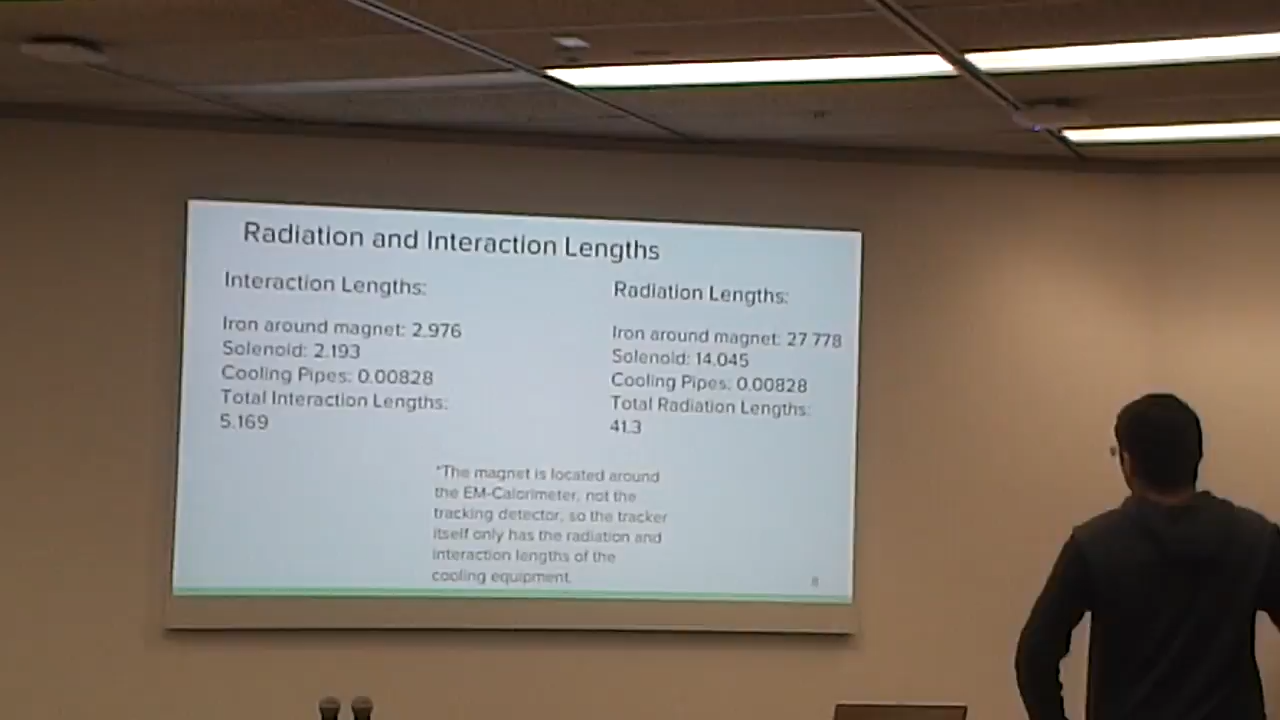 Radiation and Interaction Lengths
Interaction Lengths:
Iron around magnet: 2.976
Solenoid: 2.193
Cooling Pipes: 0.00828
Total Interaction Lengths:
5.169
Radiation Lengths:
Iron around magnet: 27.778
Solenoid: 14.045
Cooling Pipes: 0.00828
Total Radiation Lengths:
41.3
*The magnet is located around
the EM-Calorimeter, not the
tracking detector, so the tracker
itself only has the radiation and
interaction lengths of the
cooling equipment.